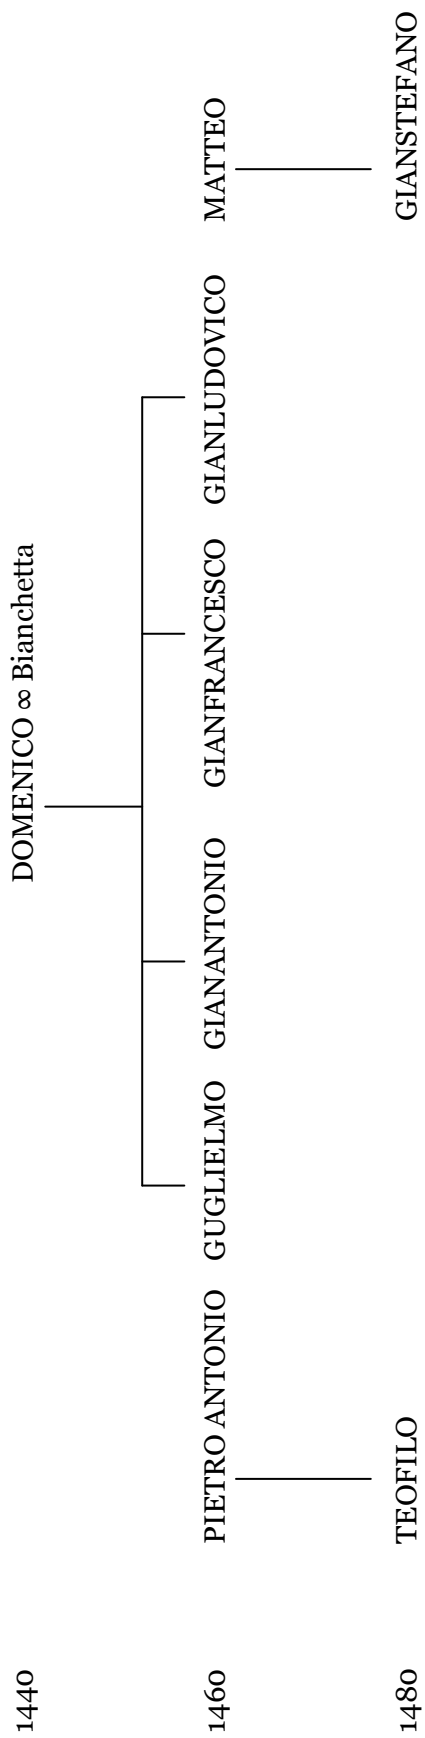 1440 DOMENICO ∞ Bianchetta
1460 PIETRO ANTONIO GUGLIELMO GIANANTONIO GIANFRANCESCO GIANLUDOVICO MATTEO
1480 TEOFILO GIANSTEFANO